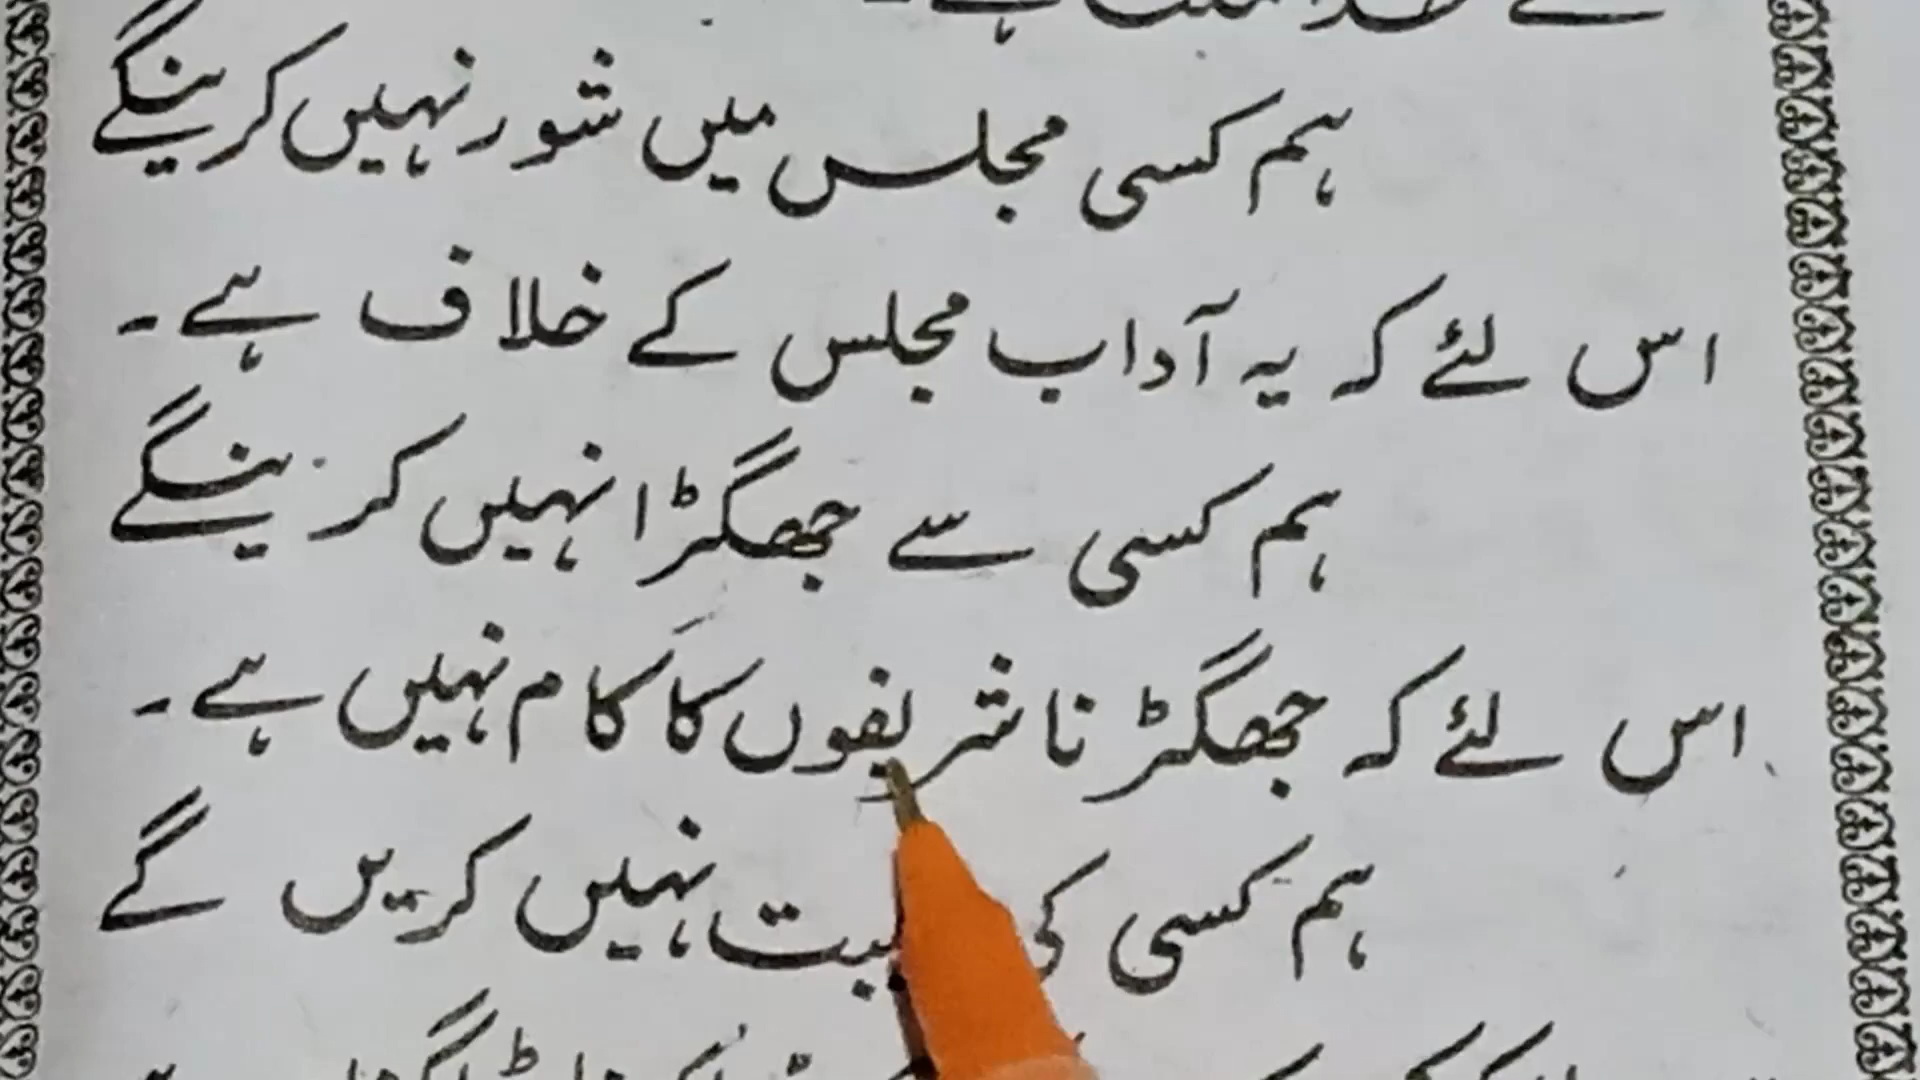 ہم کسی مجلس میں شور نہیں کرینگے
اس لئے کہ یہ آداب مجلس کے خلاف ہے۔
ہم کسی سے جھگڑا نہیں کرینگے
اس لئے کہ جھگڑنا شریفوں کا کام نہیں ہے۔
ہم کسی کی نہیں کریں گے